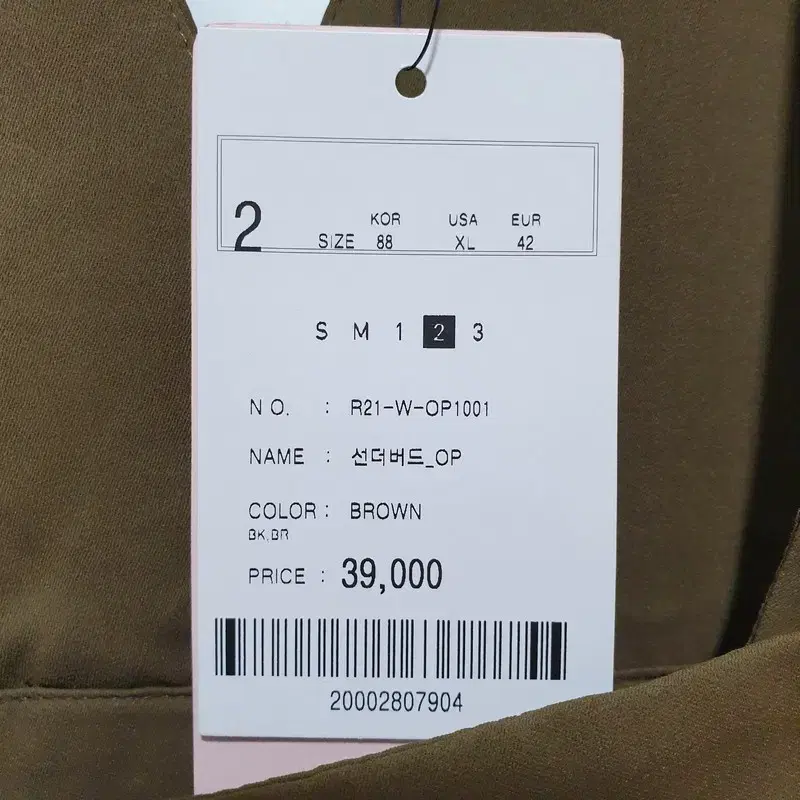 KOR USA EUR
2 SIZE 88 XL 42
S M 1 2 3
NO. : R21-W-OP1001
NAME : 선더버드_OP
COLOR : BROWN
BK,BR
PRICE : 39,000
20002807904